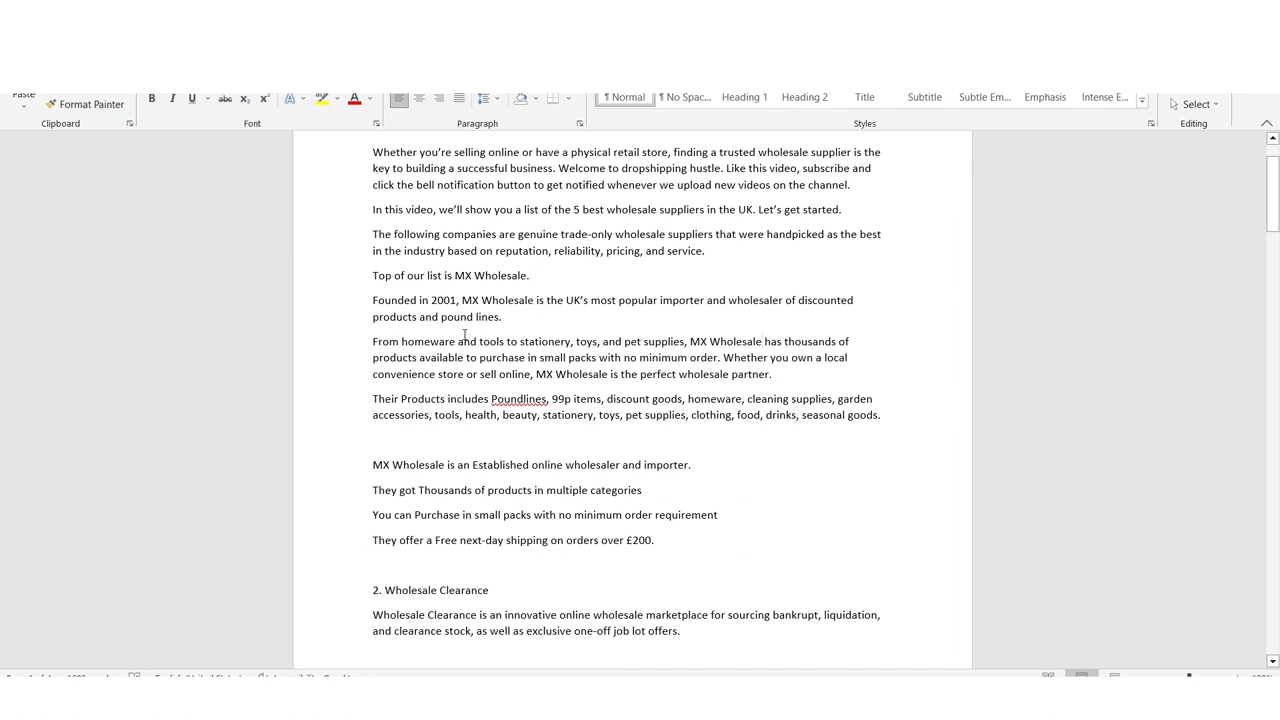 Paste
Format Painter
B I U abc x₂ x² A A
¶ Normal ¶ No Spac... Heading 1 Heading 2 Title Subtitle Subtle Em... Emphasis Intense E...
Select
Clipboard Font Paragraph Styles Editing
Whether you’re selling online or have a physical retail store, finding a trusted wholesale supplier is the
key to building a successful business. Welcome to dropshipping hustle. Like this video, subscribe and
click the bell notification button to get notified whenever we upload new videos on the channel.
In this video, we’ll show you a list of the 5 best wholesale suppliers in the UK. Let’s get started.
The following companies are genuine trade-only wholesale suppliers that were handpicked as the best
in the industry based on reputation, reliability, pricing, and service.
Top of our list is MX Wholesale.
Founded in 2001, MX Wholesale is the UK’s most popular importer and wholesaler of discounted
products and pound lines.
From homeware and tools to stationery, toys, and pet supplies, MX Wholesale has thousands of
products available to purchase in small packs with no minimum order. Whether you own a local
convenience store or sell online, MX Wholesale is the perfect wholesale partner.
Their Products includes Poundlines, 99p items, discount goods, homeware, cleaning supplies, garden
accessories, tools, health, beauty, stationery, toys, pet supplies, clothing, food, drinks, seasonal goods.
MX Wholesale is an Established online wholesaler and importer.
They got Thousands of products in multiple categories
You can Purchase in small packs with no minimum order requirement
They offer a Free next-day shipping on orders over £200.
2. Wholesale Clearance
Wholesale Clearance is an innovative online wholesale marketplace for sourcing bankrupt, liquidation,
and clearance stock, as well as exclusive one-off job lot offers.